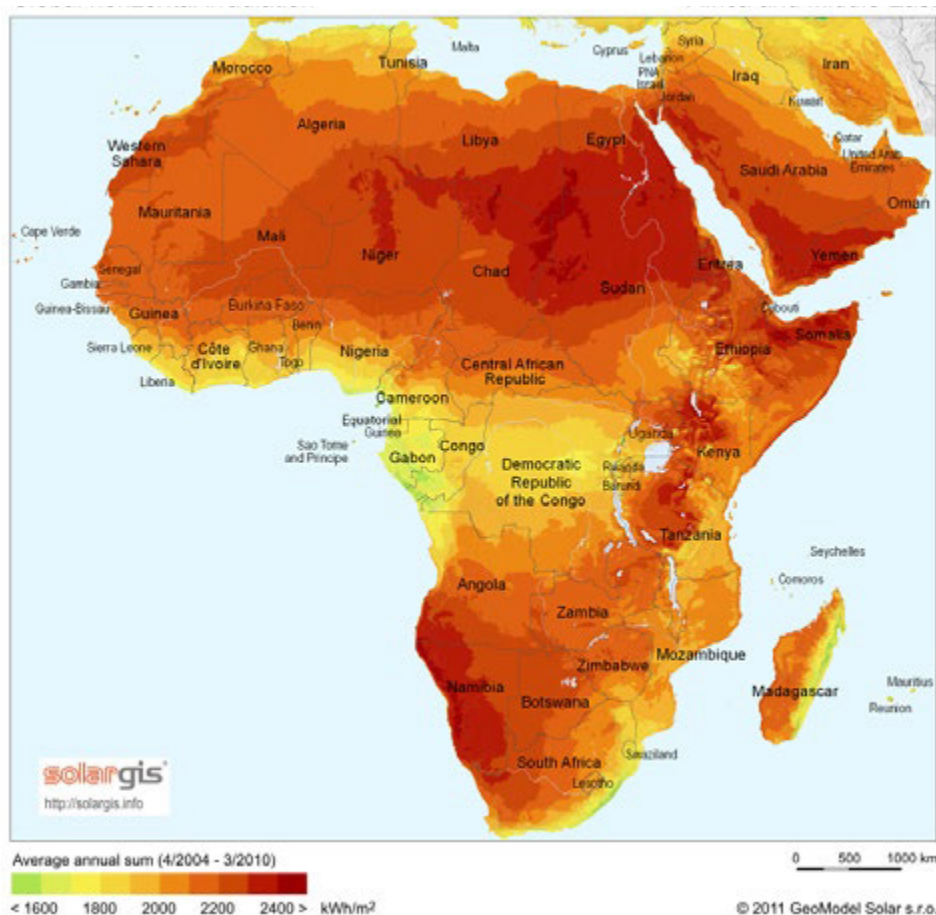 Morocco
Tunisia
Malta
Cyprus
Syria
Lebanon
PNA
Israel
Jordan
Iraq
Iran
Kuwait
Algeria
Libya
Egypt
Western
Sahara
Qatar
United Arab
Emirates
Saudi Arabia
Oman
Mauritania
Mali
Niger
Chad
Sudan
Eritrea
Yemen
Cape Verde
Senegal
Gambia
Guinea-Bissau
Guinea
Burkina Faso
Benin
Djibouti
Somalia
Sierra Leone
Côte
d'Ivoire
Ghana
Togo
Nigeria
Ethiopia
Liberia
Central African
Republic
Cameroon
Equatorial
Guinea
Sao Tome
and Principe
Gabon
Congo
Uganda
Kenya
Democratic
Republic
of the Congo
Rwanda
Burundi
Tanzania
Seychelles
Comoros
Angola
Zambia
Mozambique
Zimbabwe
Namibia
Botswana
Madagascar
Mauritius
Reunion
South Africa
Swaziland
Lesotho
solargis
http://solargis.info
Average annual sum (4/2004 - 3/2010)
0 500 1000 km
< 1600 1800 2000 2200 2400 > kWh/m²
© 2011 GeoModel Solar s.r.o.